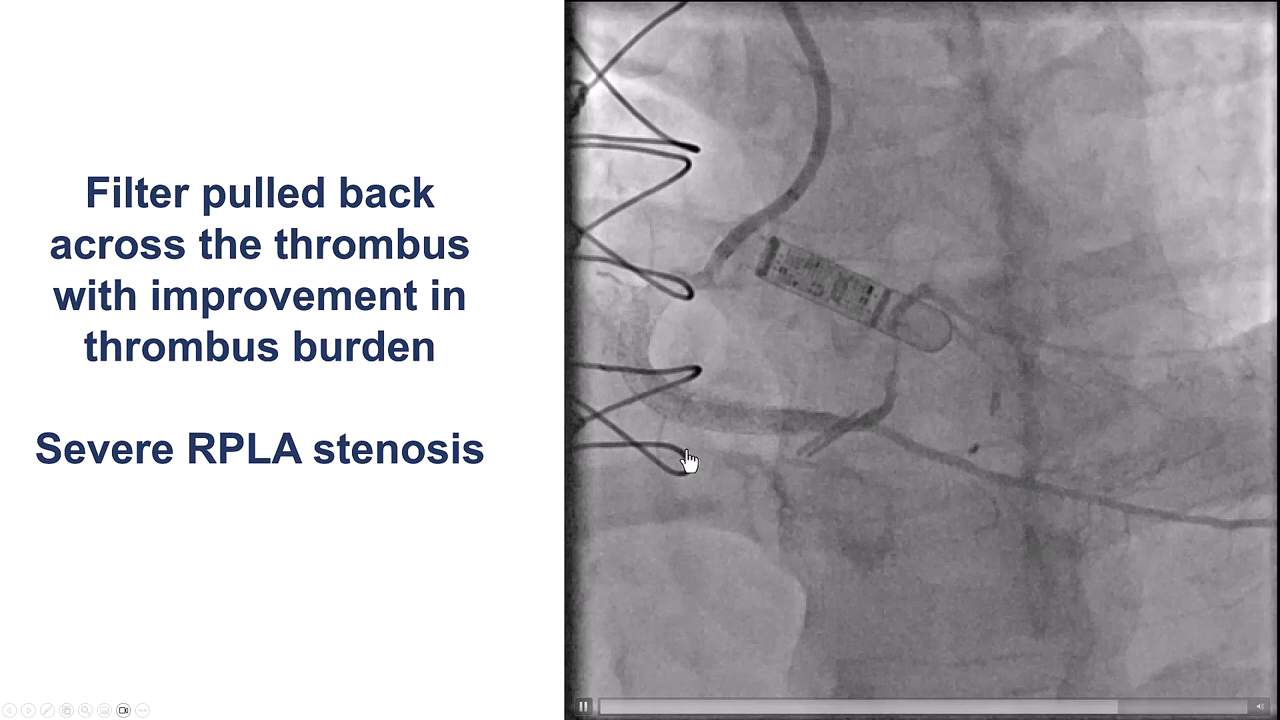 Filter pulled back
across the thrombus
with improvement in
thrombus burden
Severe RPLA stenosis